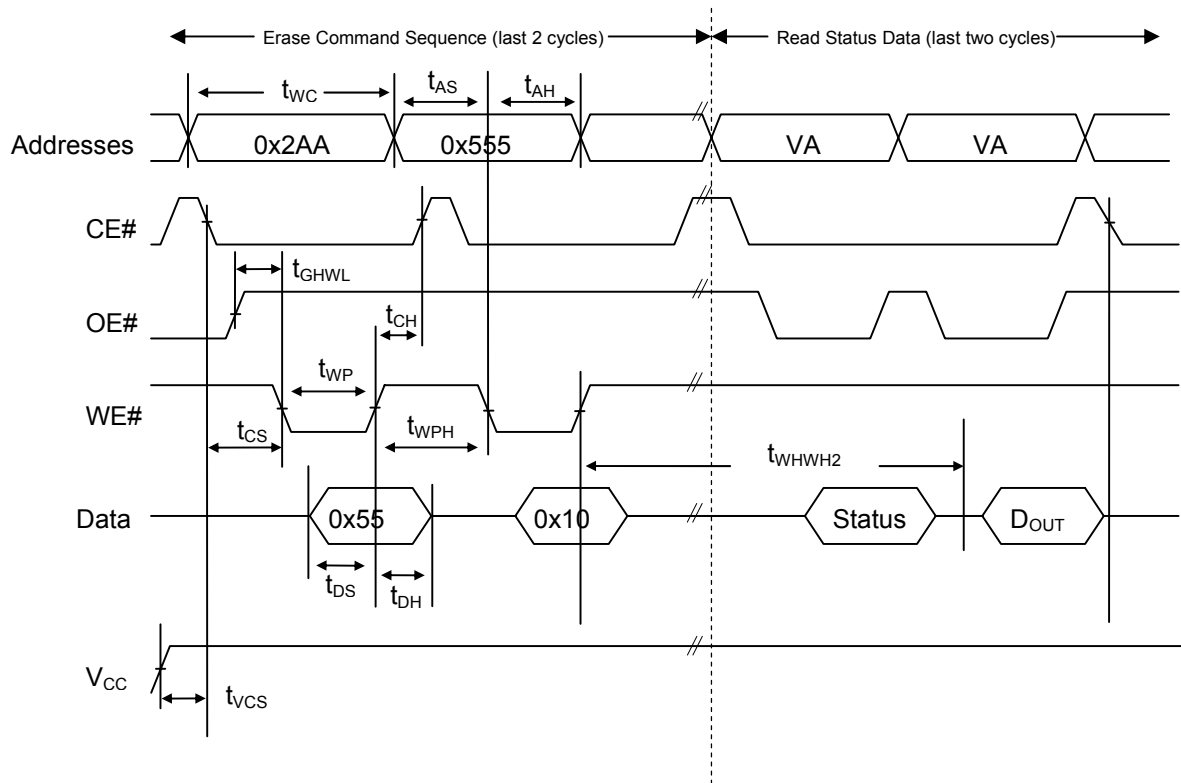 Erase Command Sequence (last 2 cycles) Read Status Data (last two cycles)
tWC tAS tAH
Addresses 0x2AA 0x555 VA VA
CE#
tGHWL
OE# tCH
tWP
WE#
tCS tWPH tWHWH2
Data 0x55 0x10 Status DOUT
tDS tDH
VCC
tVCS